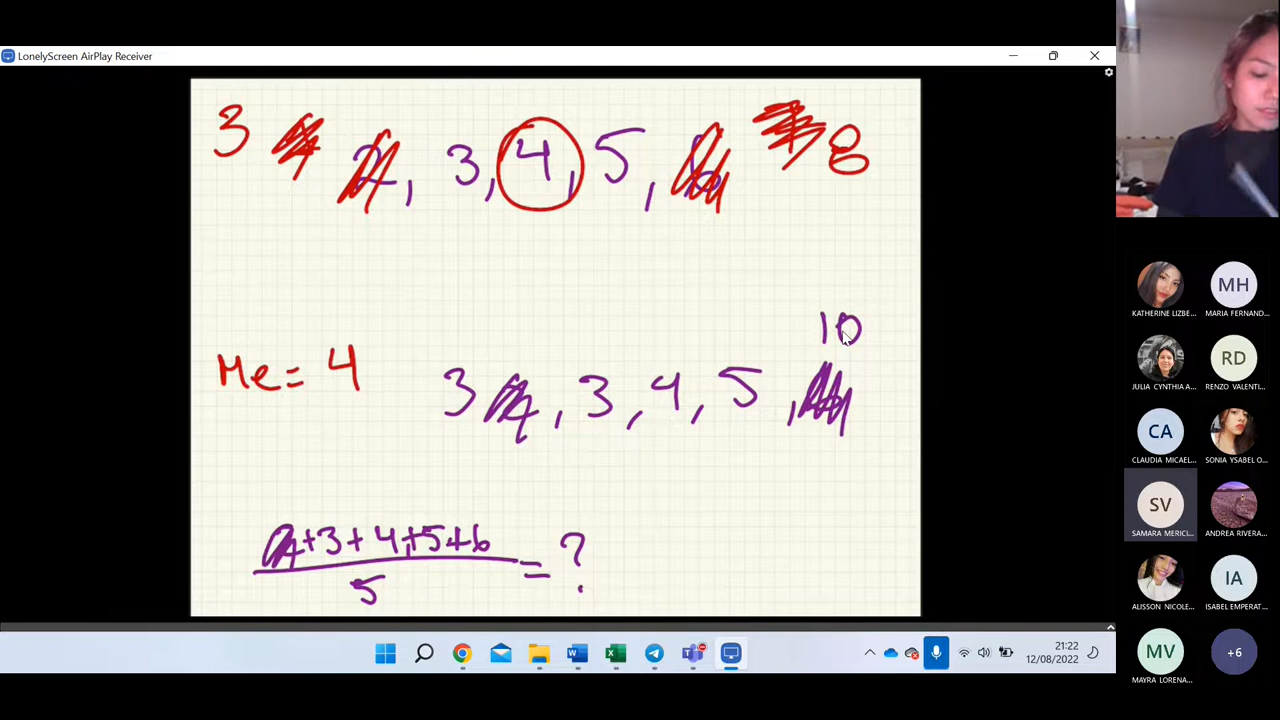 LonelyScreen AirPlay Receiver
3 3, 4, 5, 8
10
Me = 4
3, 3, 4, 5,
+3+4+5+6
5
= ?
KATHERINE LIZBE...
MH
MARIA FERNAND...
JULIA CYNTHIA A...
RD
RENZO VALENTI...
CA
CLAUDIA MICAEL...
SONIA YSABEL O...
SV
SAMARA MERICI...
ANDREA RIVERA...
ALISSON NICOLE...
IA
ISABEL EMPERAT...
MV
MAYRA LORENA...
+6
21:22
12/08/2022